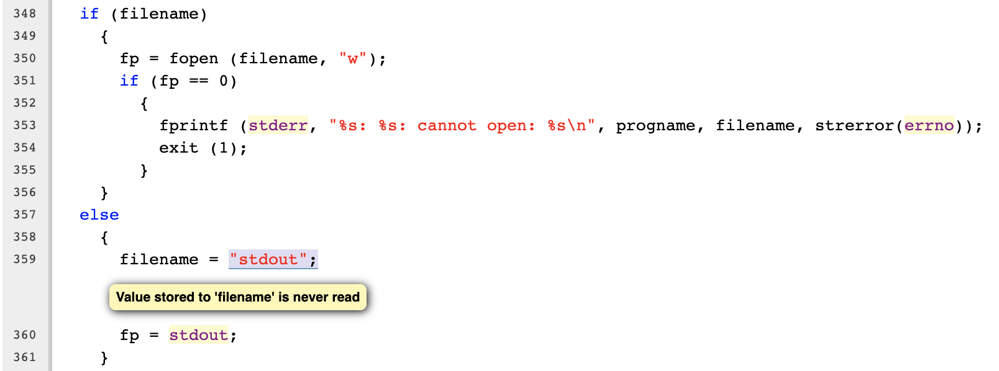 348 if (filename)
349 {
350 fp = fopen (filename, "w");
351 if (fp == 0)
352 {
353 fprintf (stderr, "%s: %s: cannot open: %s\n", progname, filename, strerror(errno));
354 exit (1);
355 }
356 }
357 else
358 {
359 filename = "stdout";
Value stored to 'filename' is never read
360 fp = stdout;
361 }